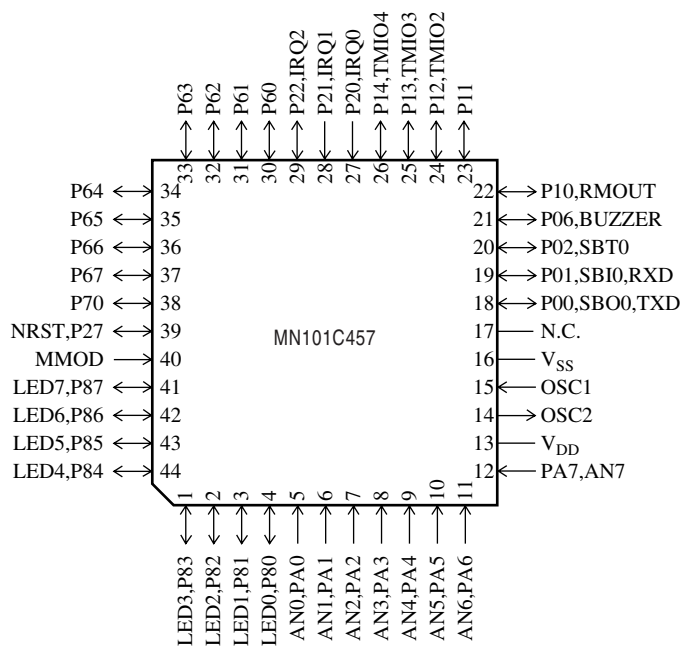 P63
P62
P61
P60
P22,IRQ2
P21,IRQ1
P20,IRQ0
P14,TMIO4
P13,TMIO3
P12,TMIO2
P11
33
32
31
30
29
28
27
26
25
24
23
P64 34
P65 35
P66 36
P67 37
P70 38
NRST,P27 39
MMOD 40
LED7,P87 41
LED6,P86 42
LED5,P85 43
LED4,P84 44
MN101C457
22 P10,RMOUT
21 P06,BUZZER
20 P02,SBT0
19 P01,SBI0,RXD
18 P00,SBO0,TXD
17 N.C.
16 VSS
15 OSC1
14 OSC2
13 VDD
12 PA7,AN7
1
2
3
4
5
6
7
8
9
10
11
LED3,P83
LED2,P82
LED1,P81
LED0,P80
AN0,PA0
AN1,PA1
AN2,PA2
AN3,PA3
AN4,PA4
AN5,PA5
AN6,PA6